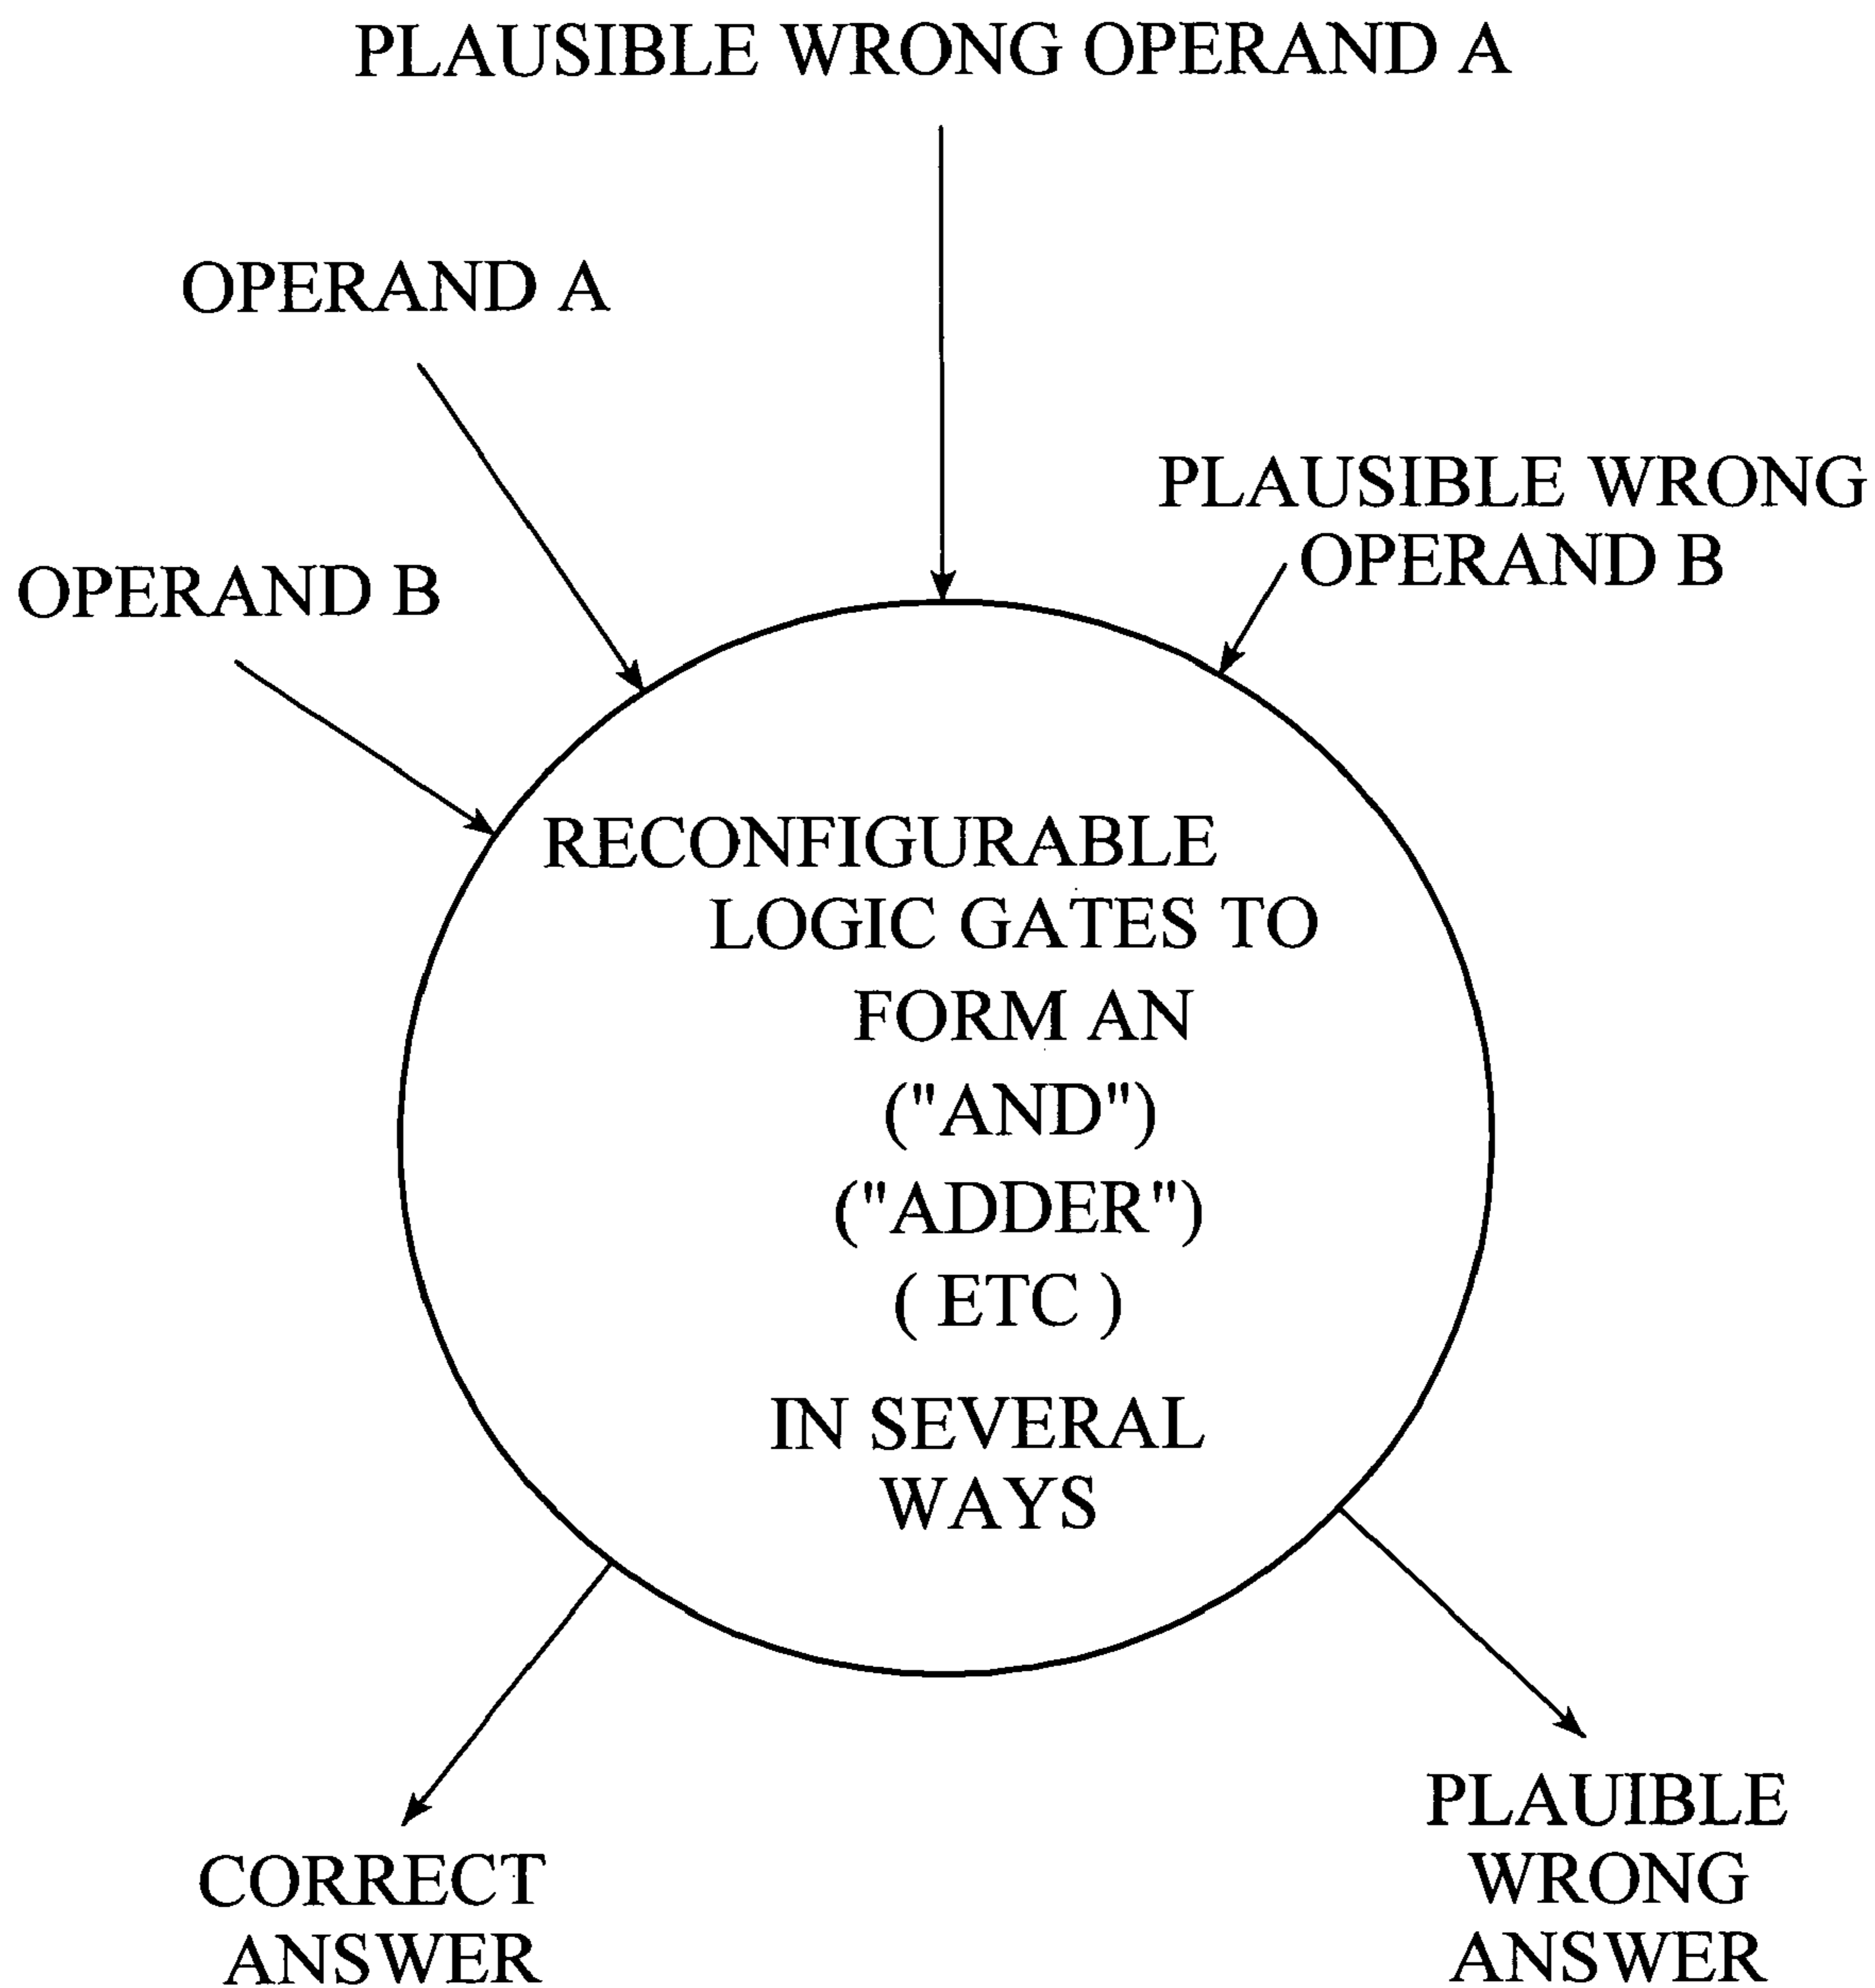 PLAUSIBLE WRONG OPERAND A
OPERAND A
PLAUSIBLE WRONG
OPERAND B
OPERAND B
RECONFIGURABLE
LOGIC GATES TO
FORM AN
("AND")
("ADDER")
( ETC )
IN SEVERAL
WAYS
CORRECT
ANSWER
PLAUIBLE
WRONG
ANSWER